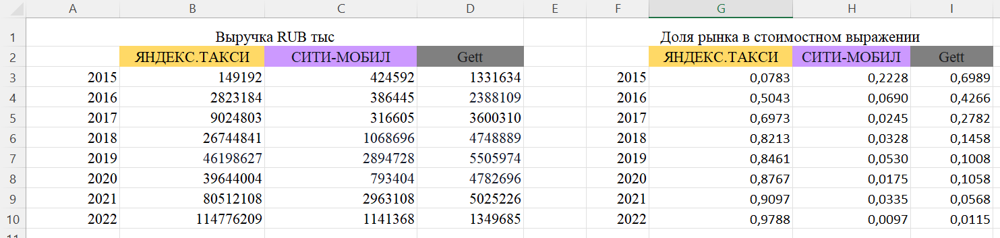 A B C D E F G H I
1 Выручка RUB тыс Доля рынка в стоимостном выражении
2 ЯНДЕКС.ТАКСИ СИТИ-МОБИЛ Gett ЯНДЕКС.ТАКСИ СИТИ-МОБИЛ Gett
3 2015 149192 424592 1331634 2015 0,0783 0,2228 0,6989
4 2016 2823184 386445 2388109 2016 0,5043 0,0690 0,4266
5 2017 9024803 316605 3600310 2017 0,6973 0,0245 0,2782
6 2018 26744841 1068696 4748889 2018 0,8213 0,0328 0,1458
7 2019 46198627 2894728 5505974 2019 0,8461 0,0530 0,1008
8 2020 39644004 793404 4782696 2020 0,8767 0,0175 0,1058
9 2021 80512108 2963108 5025226 2021 0,9097 0,0335 0,0568
10 2022 114776209 1141368 1349685 2022 0,9788 0,0097 0,0115